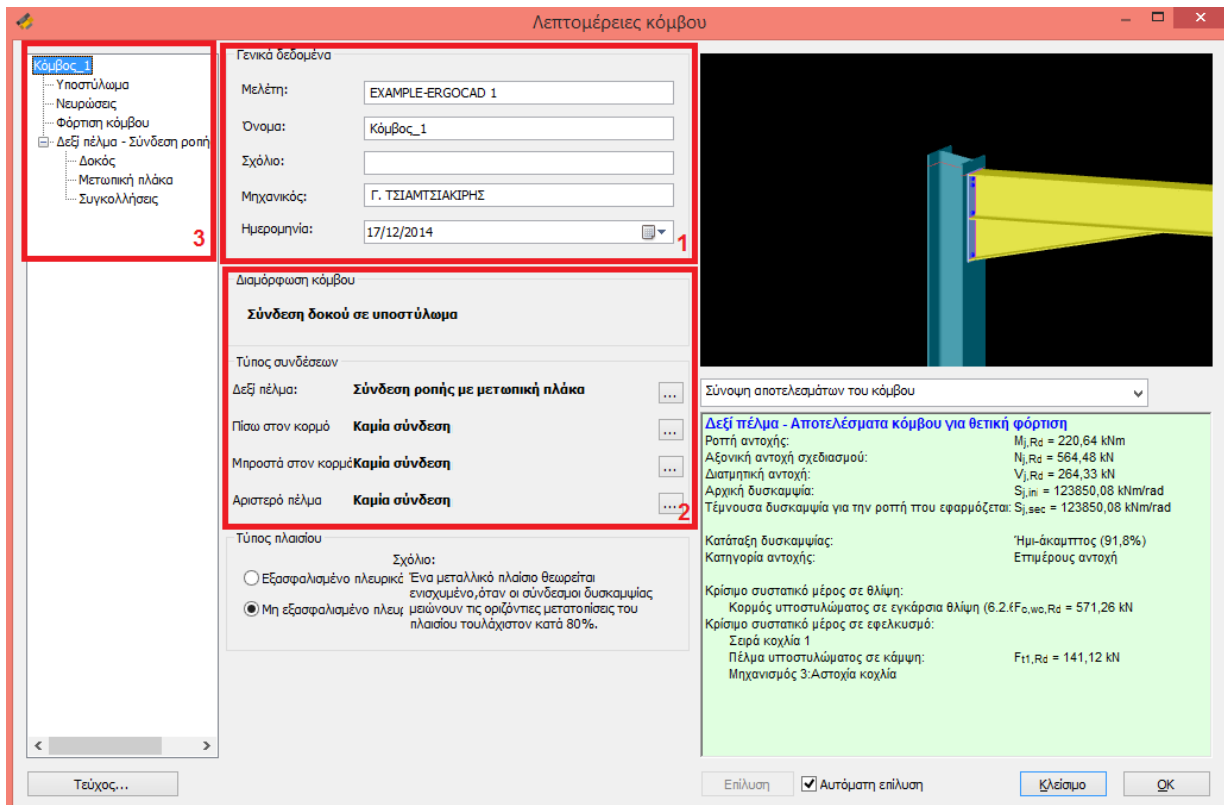 Λεπτομέρειες κόμβου
Κόμβος_1
Υποστύλωμα
Νευρώσεις
Φόρτιση κόμβου
Δεξί πέλμα - Σύνδεση ροπή
Δοκός
Μετωπική πλάκα
Συγκολλήσεις
3
Γενικά δεδομένα
Μελέτη: EXAMPLE-ERGOCAD 1
Όνομα: Κόμβος_1
Σχόλιο:
Μηχανικός: Γ. ΤΣΙΑΜΤΣΙΑΚΙΡΗΣ
Ημερομηνία: 17/12/2014
1
Διαμόρφωση κόμβου
Σύνδεση δοκού σε υποστύλωμα
Τύπος συνδέσεων
Δεξί πέλμα: Σύνδεση ροπής με μετωπική πλάκα ...
Πίσω στον κορμό Καμία σύνδεση ...
Μπροστά στον κορμό Καμία σύνδεση ...
Αριστερό πέλμα Καμία σύνδεση ...
2
Τύπος πλαισίου
Σχόλιο:
Εξασφαλισμένο πλευρικά
Μη εξασφαλισμένο πλευρ
Ένα μεταλλικό πλαίσιο θεωρείται
ενισχυμένο,όταν οι σύνδεσμοι δυσκαμψίας
μειώνουν τις οριζόντιες μετατοπίσεις του
πλαισίου τουλάχιστον κατά 80%.
Σύνοψη αποτελεσμάτων του κόμβου
Δεξί πέλμα - Αποτελέσματα κόμβου για θετική φόρτιση
Ροπή αντοχής: Mj,Rd = 220,64 kNm
Αξονική αντοχή σχεδιασμού: Nj,Rd = 564,48 kN
Διατμητική αντοχή: Vj,Rd = 264,33 kN
Αρχική δυσκαμψία: Sj,ini = 123850,08 kNm/rad
Τέμνουσα δυσκαμψία για την ροπή που εφαρμόζεται: Sj,sec = 123850,08 kNm/rad
Κατάταξη δυσκαμψίας: Ήμι-άκαμπτος (91,8%)
Κατηγορία αντοχής: Επιμέρους αντοχή
Κρίσιμο συστατικό μέρος σε θλίψη:
Κορμός υποστυλώματος σε εγκάρσια θλίψη (6.2.6 Fc,wc,Rd = 571,26 kN
Κρίσιμο συστατικό μέρος σε εφελκυσμό:
Σειρά κοχλία 1
Πέλμα υποστυλώματος σε κάμψη: Ft1,Rd = 141,12 kN
Μηχανισμός 3:Αστοχία κοχλία
Τεύχος...
Επίλυση
Αυτόματη επίλυση
Κλείσιμο
OK